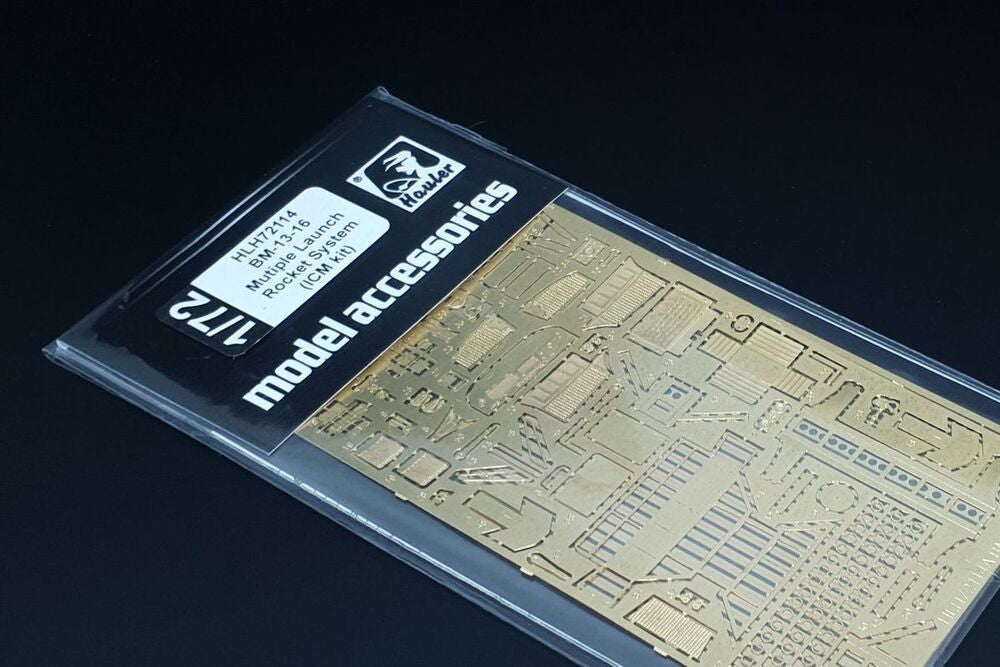 Hauler
®
1/72
HLH72114
BM-13-16
Mutiple Launch
Rocket System
(ICM kit)
model accessories